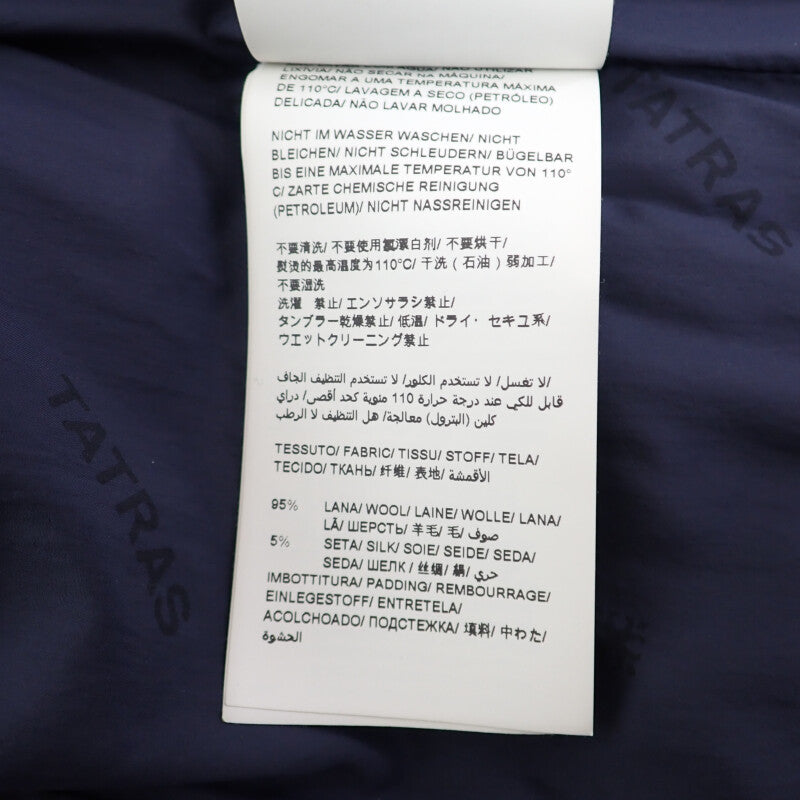 LIXÍVIA/ NÃO SECAR NA MÁQUINA/
ENGOMAR A UMA TEMPERATURA MÁXIMA
DE 110°C/ LAVAGEM A SECO (PETRÓLEO)
DELICADA/ NÃO LAVAR MOLHADO
NICHT IM WASSER WASCHEN/ NICHT
BLEICHEN/ NICHT SCHLEUDERN/ BÜGELBAR
BIS EINE MAXIMALE TEMPERATUR VON 110°
C/ ZARTE CHEMISCHE REINIGUNG
(PETROLEUM)/ NICHT NASSREINIGEN
不要清洗/ 不要使用氯漂白剂/ 不要烘干/
熨烫的最高温度为110°C/ 干洗 ( 石油 ) 弱加工/
不要湿洗
洗濯 禁止/ エンソサラシ禁止/
タンブラー乾燥禁止/ 低温/ ドライ・ セキユ系/
ウエットクリーニング禁止
/لا تغسل/ لا تستخدم الكلور/ لا تستخدم التنظيف الجاف
قابل للكي عند درجة حرارة 110 مئوية كحد أقصى/ دراي
كلين (البترول) معالجة/ هل التنظيف لا الرطب
TESSUTO/ FABRIC/ TISSU/ STOFF/ TELA/
TECIDO/ ТКАНЬ/ 纤维/ 表地/ الأقمشة/
95% LANA/ WOOL/ LAINE/ WOLLE/ LANA/
LÃ/ ШЕРСТЬ/ 羊毛/ 毛/ صوف
5% SETA/ SILK/ SOIE/ SEIDE/ SEDA/
SEDA/ ШЕЛК / 丝绸/ 絹/ حري
IMBOTTITURA/ PADDING/ REMBOURRAGE/
EINLEGESTOFF/ ENTRETELA/
ACOLCHOADO/ ПОДСТЕЖКА/ 填料/ 中わた/
الحشوة
TATRAS
TATRAS